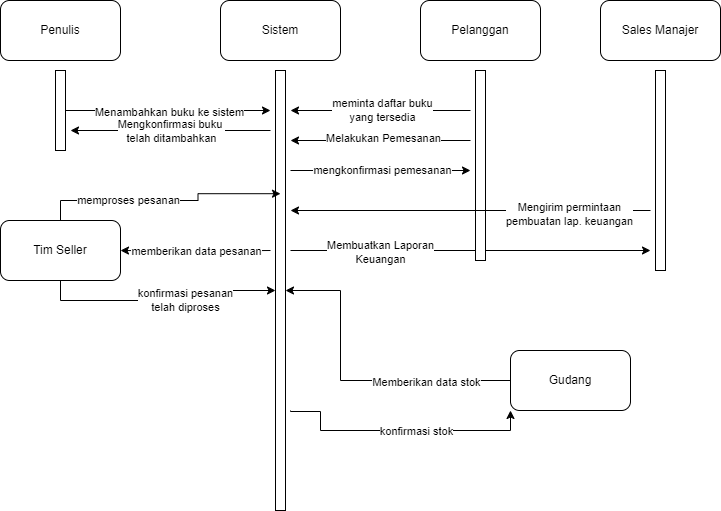 Penulis
Sistem
Pelanggan
Sales Manajer
Menambahkan buku ke sistem
meminta daftar buku
yang tersedia
Mengkonfirmasi buku
telah ditambahkan
Melakukan Pemesanan
mengkonfirmasi pemesanan
memproses pesanan
Mengirim permintaan
pembuatan lap. keuangan
Tim Seller
memberikan data pesanan
Membuatkan Laporan
Keuangan
konfirmasi pesanan
telah diproses
Memberikan data stok
Gudang
konfirmasi stok